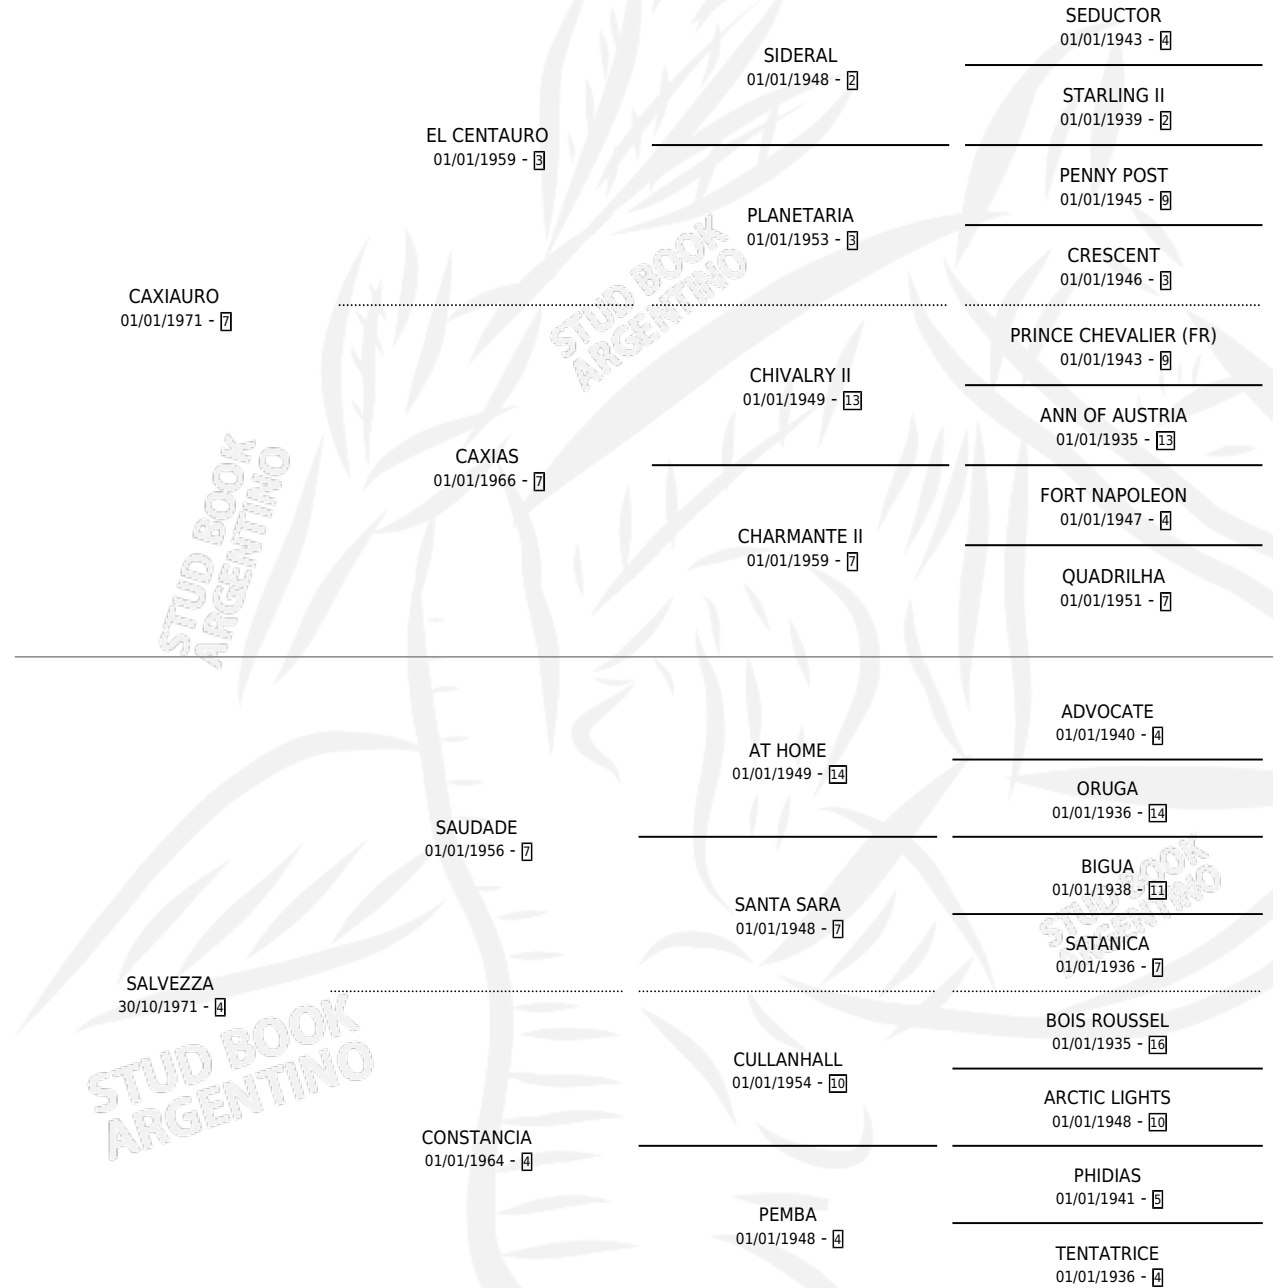 SEDUCTOR
01/01/1943 - 4
SIDERAL
01/01/1948 - 2
STARLING II
01/01/1939 - 2
EL CENTAURO
01/01/1959 - 3
PENNY POST
01/01/1945 - 9
PLANETARIA
01/01/1953 - 3
CRESCENT
01/01/1946 - 3
CAXIAURO
01/01/1971 - 7
STUD BOOK
ARGENTINO
PRINCE CHEVALIER (FR)
01/01/1943 - 9
CHIVALRY II
01/01/1949 - 13
ANN OF AUSTRIA
01/01/1935 - 13
CAXIAS
01/01/1966 - 7
FORT NAPOLEON
01/01/1947 - 4
CHARMANTE II
01/01/1959 - 7
QUADRILHA
01/01/1951 - 7
STUD BOOK
ARGENTINO
ADVOCATE
01/01/1940 - 4
AT HOME
01/01/1949 - 14
ORUGA
01/01/1936 - 14
SAUDADE
01/01/1956 - 7
BIGUA
01/01/1938 - 11
SANTA SARA
01/01/1948 - 7
SATANICA
01/01/1936 - 7
STUD BOOK
ARGENTINO
SALVEZZA
30/10/1971 - 4
BOIS ROUSSEL
01/01/1935 - 16
CULLANHALL
01/01/1954 - 10
ARCTIC LIGHTS
01/01/1948 - 10
STUD BOOK
ARGENTINO
CONSTANCIA
01/01/1964 - 4
PHIDIAS
01/01/1941 - 5
PEMBA
01/01/1948 - 4
TENTATRICE
01/01/1936 - 4